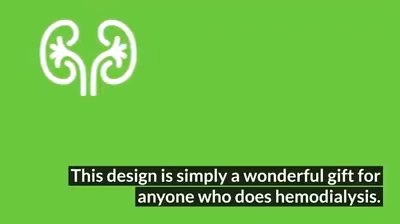 This design is simply a wonderful gift for
anyone who does hemodialysis.